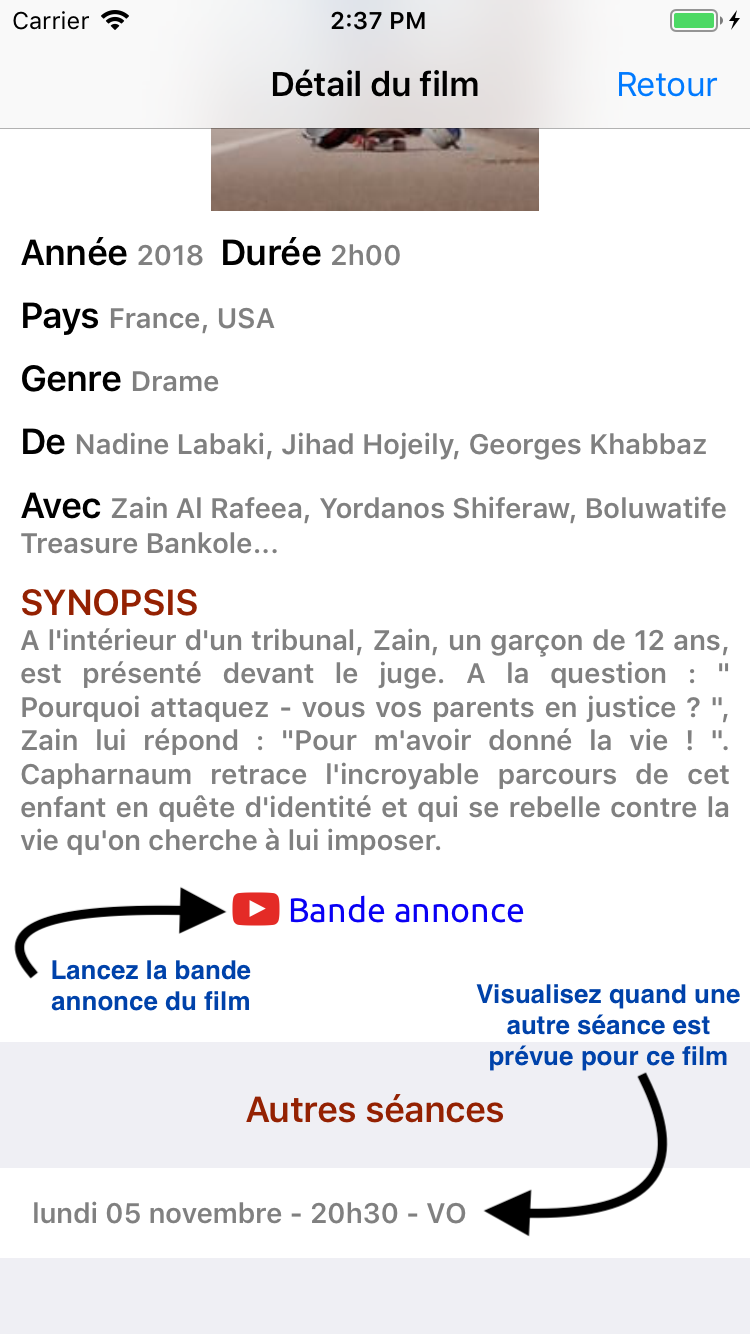 Carrier 2:37 PM
Détail du film Retour
Année 2018 Durée 2h00
Pays France, USA
Genre Drame
De Nadine Labaki, Jihad Hojeily, Georges Khabbaz
Avec Zain Al Rafeea, Yordanos Shiferaw, Boluwatife
Treasure Bankole...
SYNOPSIS
A l'intérieur d'un tribunal, Zain, un garçon de 12 ans,
est présenté devant le juge. A la question : "
Pourquoi attaquez - vous vos parents en justice ? ",
Zain lui répond : "Pour m'avoir donné la vie ! ".
Capharnaum retrace l'incroyable parcours de cet
enfant en quête d'identité et qui se rebelle contre la
vie qu'on cherche à lui imposer.
Bande annonce
Lancez la bande
annonce du film
Visualisez quand une
autre séance est
prévue pour ce film
Autres séances
lundi 05 novembre - 20h30 - VO